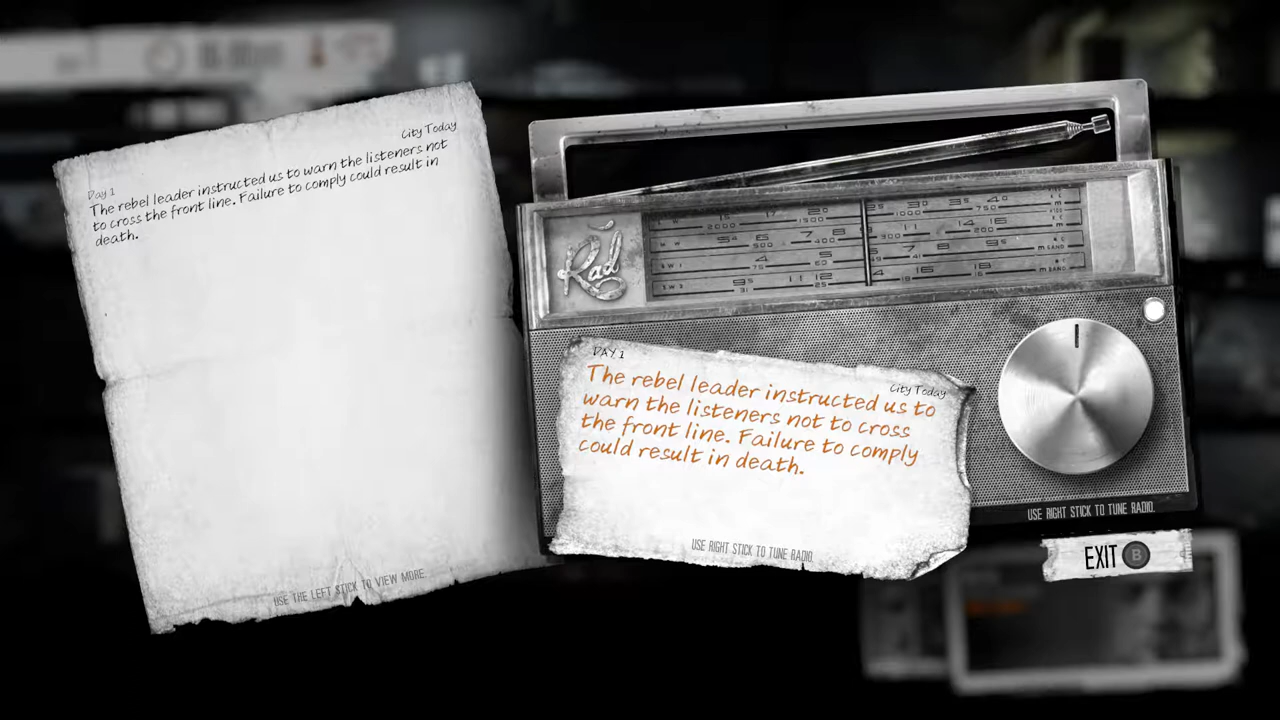 City Today
Day 1
The rebel leader instructed us to warn the listeners not
to cross the front line. Failure to comply could result in
death.
USE THE LEFT STICK TO VIEW MORE.
Rad
DAY 1
City Today
The rebel leader instructed us to
warn the listeners not to cross
the front line. Failure to comply
could result in death.
USE RIGHT STICK TO TUNE RADIO.
USE RIGHT STICK TO TUNE RADIO.
EXIT B